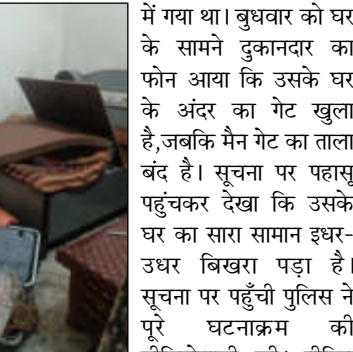 में गया था। बुधवार को घर
के सामने दुकानदार का
फोन आया कि उसके घर
के अंदर का गेट खुला
है,जबकि मैन गेट का ताला
बंद है। सूचना पर पहासू
पहुंचकर देखा कि उसके
घर का सारा सामान इधर-
उधर बिखरा पड़ा है।
सूचना पर पहुँची पुलिस ने
पूरे घटनाक्रम की